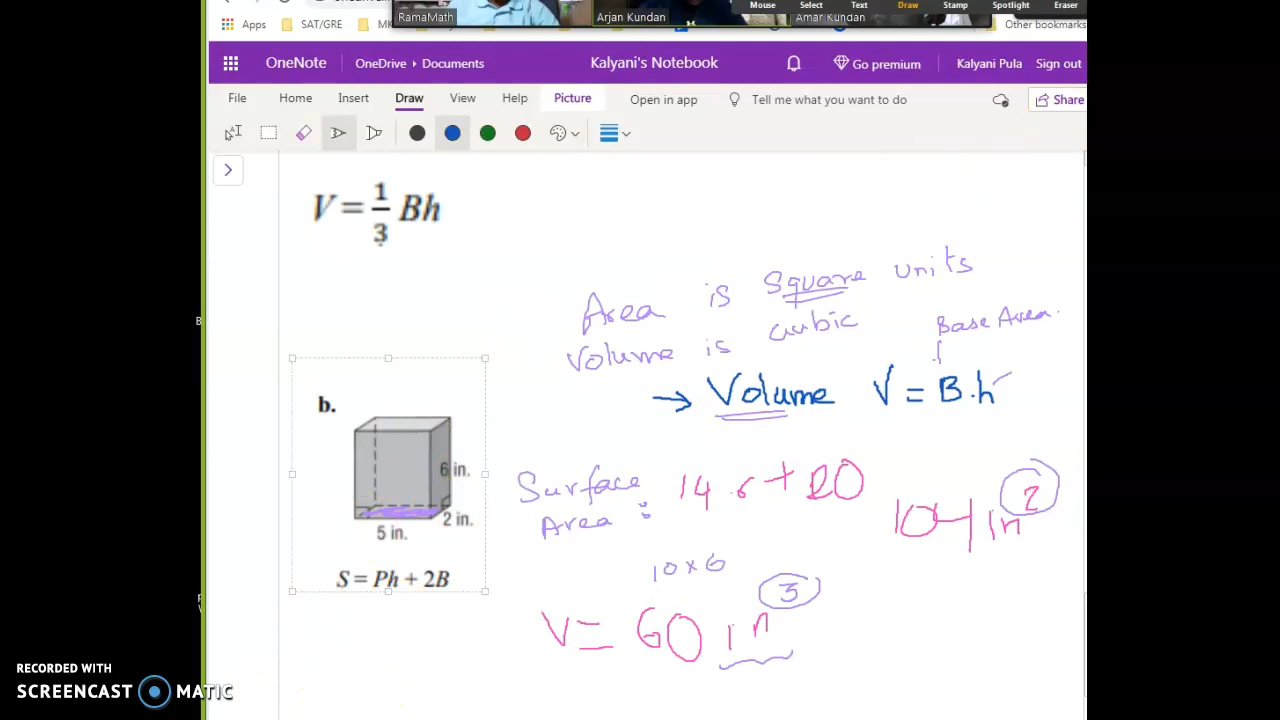 RamaMath
Arjan Kundan
Amar Kundan
Mouse Select Text Draw Stamp Spotlight Eraser
Apps SAT/GRE
Other bookmarks
OneNote OneDrive › Documents Kalyani's Notebook Go premium Kalyani Pula Sign out
File Home Insert Draw View Help Picture Open in app Tell me what you want to do Share
V = 1/3 Bh
Area is Square units
Volume is cubic
Base Area.
→ Volume V = B.h
b.
6 in.
2 in.
5 in.
S = Ph + 2B
Surface Area : 14 . 6 + 20
104 in 2
10 x 6
V = 60 in 3
RECORDED WITH
SCREENCAST MATIC